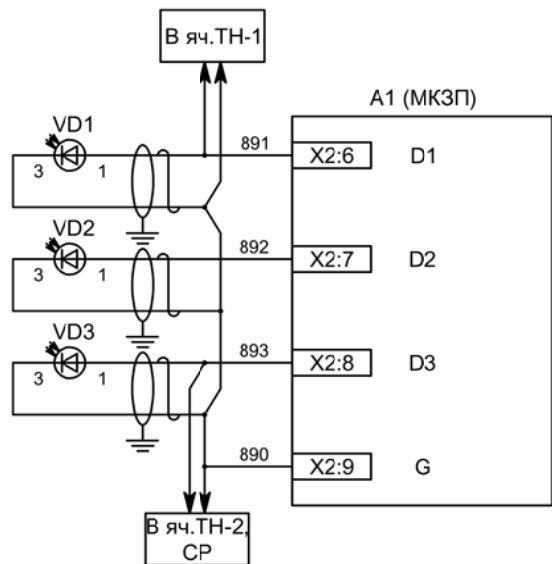 В яч.ТН-1
А1 (МКЗП)
VD1
3
1
891
X2:6
D1
VD2
3
1
892
X2:7
D2
VD3
3
1
893
X2:8
D3
890
X2:9
G
В яч.ТН-2,
СР